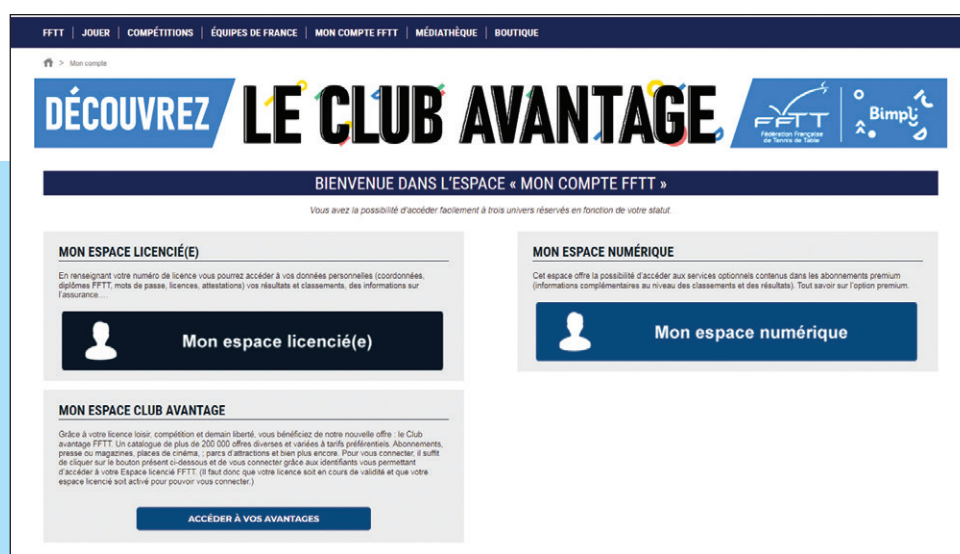 FFTT | JOUER | COMPÉTITIONS | ÉQUIPES DE FRANCE | MON COMPTE FFTT | MÉDIATHÈQUE | BOUTIQUE
> Mon compte
DÉCOUVREZ LE CLUB AVANTAGE
FFTT
Fédération Française
de Tennis de Table
Bimpli
BIENVENUE DANS L'ESPACE « MON COMPTE FFTT »
Vous avez la possibilité d'accéder facilement à trois univers réservés en fonction de votre statut.
MON ESPACE LICENCIÉ(E)
En renseignant votre numéro de licence vous pourrez accéder à vos données personnelles (coordonnées,
diplômes FFTT, mots de passe, licences, attestations) vos résultats et classements, des informations sur
l'assurance....
Mon espace licencié(e)
MON ESPACE NUMÉRIQUE
Cet espace offre la possibilité d'accéder aux services optionnels contenus dans les abonnements premium
(informations complémentaires au niveau des classements et des résultats). Tout savoir sur l'option premium.
Mon espace numérique
MON ESPACE CLUB AVANTAGE
Grâce à votre licence loisir, compétition et demain liberté, vous bénéficiez de notre nouvelle offre : le Club
avantage FFTT. Un catalogue de plus de 200 000 offres diverses et variées à tarifs préférentiels. Abonnements,
presse ou magazines, places de cinéma, ; parcs d'attractions et bien plus encore. Pour vous connecter, il suffit
de cliquer sur le bouton présent ci-dessous et de vous connecter grâce aux identifiants vous permettant
d'accéder à votre Espace licencié FFTT. (Il faut donc que votre licence soit en cours de validité et que votre
espace licencié soit activé pour pouvoir vous connecter.)
ACCÉDER À VOS AVANTAGES